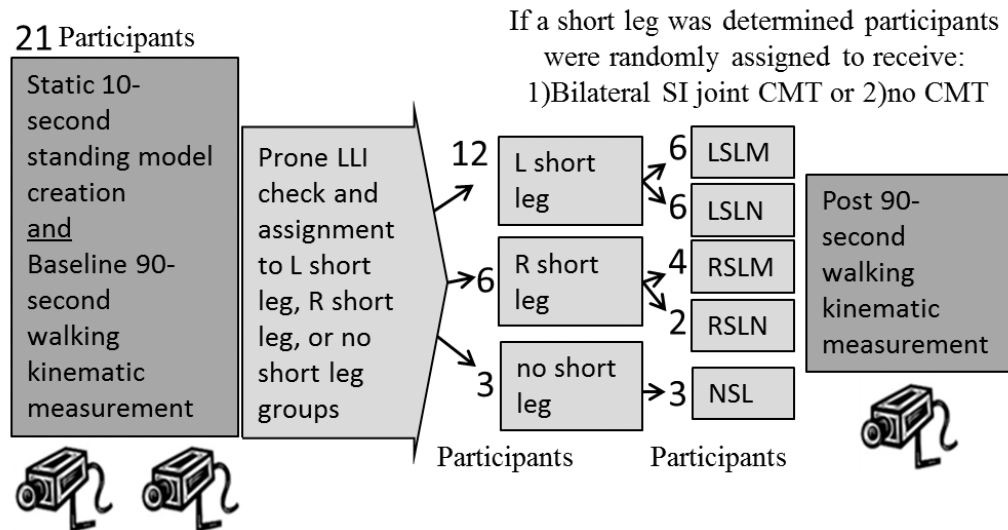 21 Participants
Static 10-
second
standing model
creation
and
Baseline 90-
second
walking
kinematic
measurement
Prone LLI
check and
assignment
to L short
leg, R short
leg, or no
short leg
groups
If a short leg was determined participants
were randomly assigned to receive:
1)Bilateral SI joint CMT or 2)no CMT
12
L short
leg
6
R short
leg
3
no short
leg
Participants
6
LSLM
6
LSLN
4
RSLM
2
RSLN
3
NSL
Participants
Post 90-
second
walking
kinematic
measurement